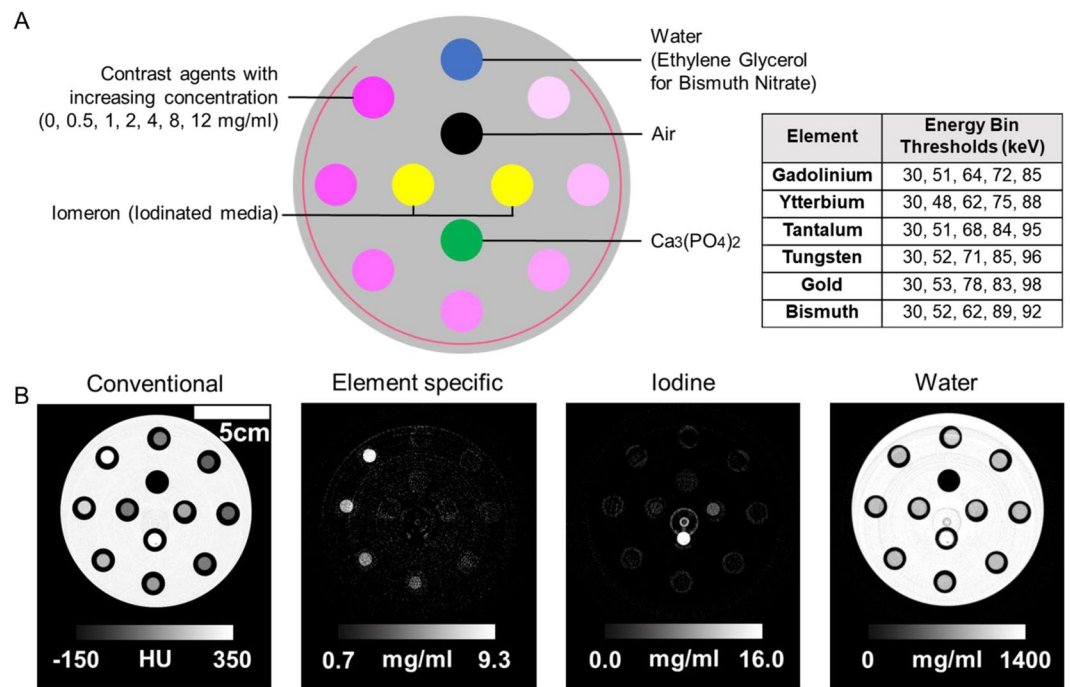 A
Contrast agents with
increasing concentration
(0, 0.5, 1, 2, 4, 8, 12 mg/ml)
Iomeron (Iodinated media)
Water
(Ethylene Glycerol
for Bismuth Nitrate)
Air
Ca3(PO4)2
Element Energy Bin Thresholds (keV)
Gadolinium 30, 51, 64, 72, 85
Ytterbium 30, 48, 62, 75, 88
Tantalum 30, 51, 68, 84, 95
Tungsten 30, 52, 71, 85, 96
Gold 30, 53, 78, 83, 98
Bismuth 30, 52, 62, 89, 92
B
Conventional Element specific Iodine Water
5cm
-150 HU 350 0.7 mg/ml 9.3 0.0 mg/ml 16.0 0 mg/ml 1400